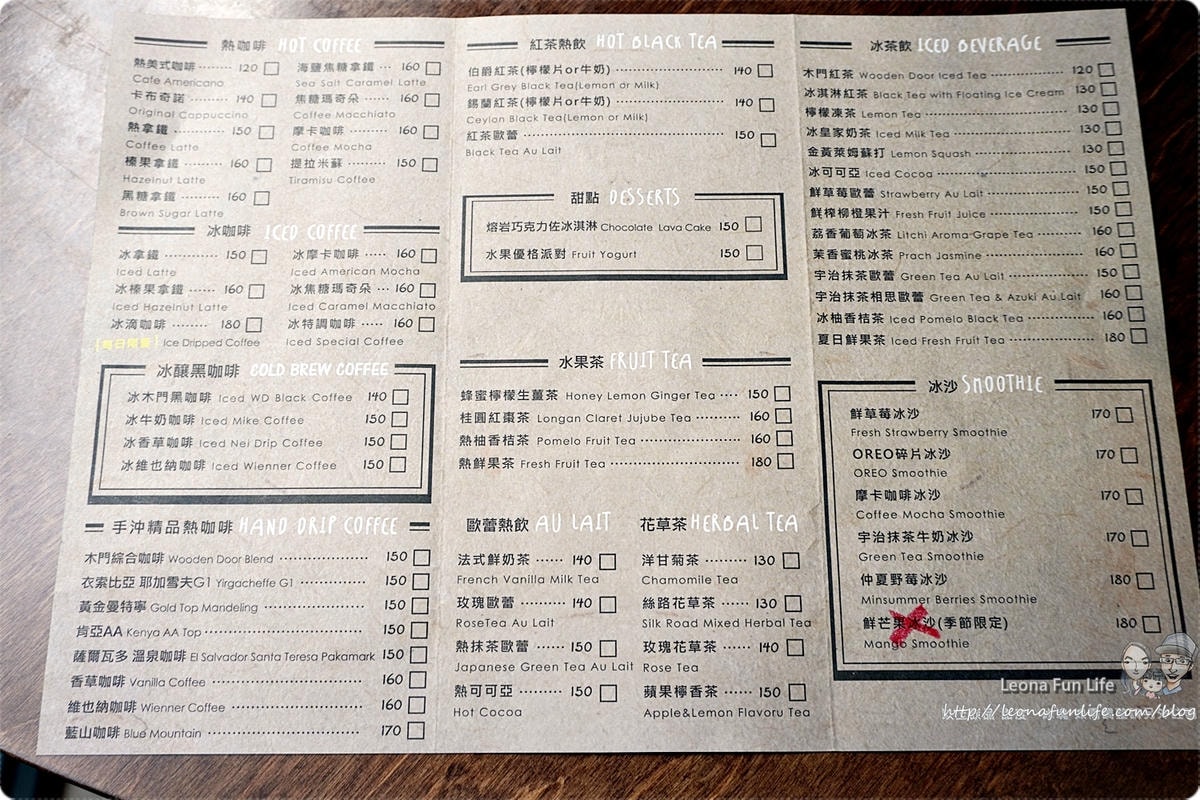 熱咖啡 HOT COFFEE
熱美式咖啡 ········ 120
Cafe Americano
卡布奇諾 ········ 140
Original Cappuccino
熱拿鐵 ········ 150
Coffee Latte
榛果拿鐵 ········ 160
Hazelnut Latte
黑糖拿鐵 ········ 160
Brown Sugar Latte
海鹽焦糖拿鐵 ·· 160
Sea Salt Caramel Latte
焦糖瑪奇朵 ···· 160
Coffee Macchiato
摩卡咖啡 ········ 160
Coffee Mocha
提拉米蘇 ········ 150
Tiramisu Coffee
冰咖啡 ICED COFFEE
冰拿鐵 ········ 150
Iced Latte
冰榛果拿鐵 ······ 160
Iced Hazelnut Latte
冰滴咖啡 ········ 180
[每日限量] Ice Dripped Coffee
冰摩卡咖啡 ····· 160
Iced American Mocha
冰焦糖瑪奇朵 ·· 160
Iced Caramel Macchiato
冰特調咖啡 ····· 160
Iced Special Coffee
冰釀黑咖啡 COLD BREW COFFEE
冰木門黑咖啡 Iced WD Black Coffee 140
冰牛奶咖啡 Iced Mike Coffee 150
冰香草咖啡 Iced Nei Drip Coffee 150
冰維也納咖啡 Iced Wienner Coffee 150
手沖精品熱咖啡 HAND DRIP COFFEE
木門綜合咖啡 Wooden Door Blend ········ 150
衣索比亞 耶加雪夫G1 Yirgacheffe G1 ········ 150
黃金曼特寧 Gold Top Mandeling ········ 150
肯亞AA Kenya AA Top ········ 150
薩爾瓦多 溫泉咖啡 El Salvador Santa Teresa Pakamark 150
香草咖啡 Vanilla Coffee ········ 160
維也納咖啡 Wienner Coffee ········ 160
藍山咖啡 Blue Mountain ········ 170
紅茶熱飲 HOT BLACK TEA
伯爵紅茶(檸檬片or牛奶) ········ 140
Earl Grey Black Tea(Lemon or Milk)
錫蘭紅茶(檸檬片or牛奶) ········ 140
Ceylan Black Tea(Lemon or Milk)
紅茶歐蕾 ········ 150
Black Tea Au Lait
甜點 DESSERTS
熔岩巧克力佐冰淇淋 Chocolate Lava Cake 150
水果優格派對 Fruit Yogurt 150
水果茶 FRUIT TEA
蜂蜜檸檬生薑茶 Honey Lemon Ginger Tea ···· 150
桂圓紅棗茶 Longan Claret Jujube Tea ········ 160
熱柚香桔茶 Pomelo Fruit Tea ········ 160
熱鮮果茶 Fresh Fruit Tea ········ 180
歐蕾熱飲 AU LAIT
法式鮮奶茶 ····· 140
French Vanilla Milk Tea
玫瑰歐蕾 ········ 140
RoseTea Au Lait
熱抹茶歐蕾 ····· 150
Japanese Green Tea Au Lait
熱可可亞 ········ 150
Hot Cocoa
花草茶 HERBAL TEA
洋甘菊茶 ········ 130
Chamomile Tea
絲路花草茶 ····· 130
Silk Road Mixed Herbal Tea
玫瑰花草茶 ····· 140
Rose Tea
蘋果檸香茶 ····· 150
Apple&Lemon Flavoru Tea
冰茶飲 ICED BEVERAGE
木門紅茶 Wooden Door Iced Tea ········ 120
冰淇淋紅茶 Black Tea with Floating Ice Cream 130
檸檬凍茶 Lemon Tea ········ 130
冰皇家奶茶 Iced Milk Tea ········ 130
金黃萊姆蘇打 Lemon Squash ········ 130
冰可可亞 Iced Cocoa ········ 150
鮮草莓歐蕾 Strawberry Au Lait ········ 150
鮮榨柳橙果汁 Fresh Fruit Juice ········ 150
荔香葡萄冰茶 Litchi Aroma-Grape Tea ····· 160
茉香蜜桃冰茶 Prach Jasmine ········ 160
宇治抹茶歐蕾 Green Tea Au Lait ········ 150
宇治抹茶相思歐蕾 Green Tea & Azuki Au Lait 160
冰柚香桔茶 Iced Pomelo Black Tea ········ 160
夏日鮮果茶 Iced Fresh Fruit Tea ········ 180
冰沙 SMOOTHIE
鮮草莓冰沙 170
Fresh Strawberry Smoothie
OREO碎片冰沙 170
OREO Smoothie
摩卡咖啡冰沙 170
Coffee Mocha Smoothie
宇治抹茶牛奶冰沙 170
Green Tea Smoothie
仲夏野莓冰沙 180
Minsummer Berries Smoothie
鮮芒果冰沙(季節限定) 180
Mango Smoothie
Leona Fun Life
http://leonafunlife.com/blog